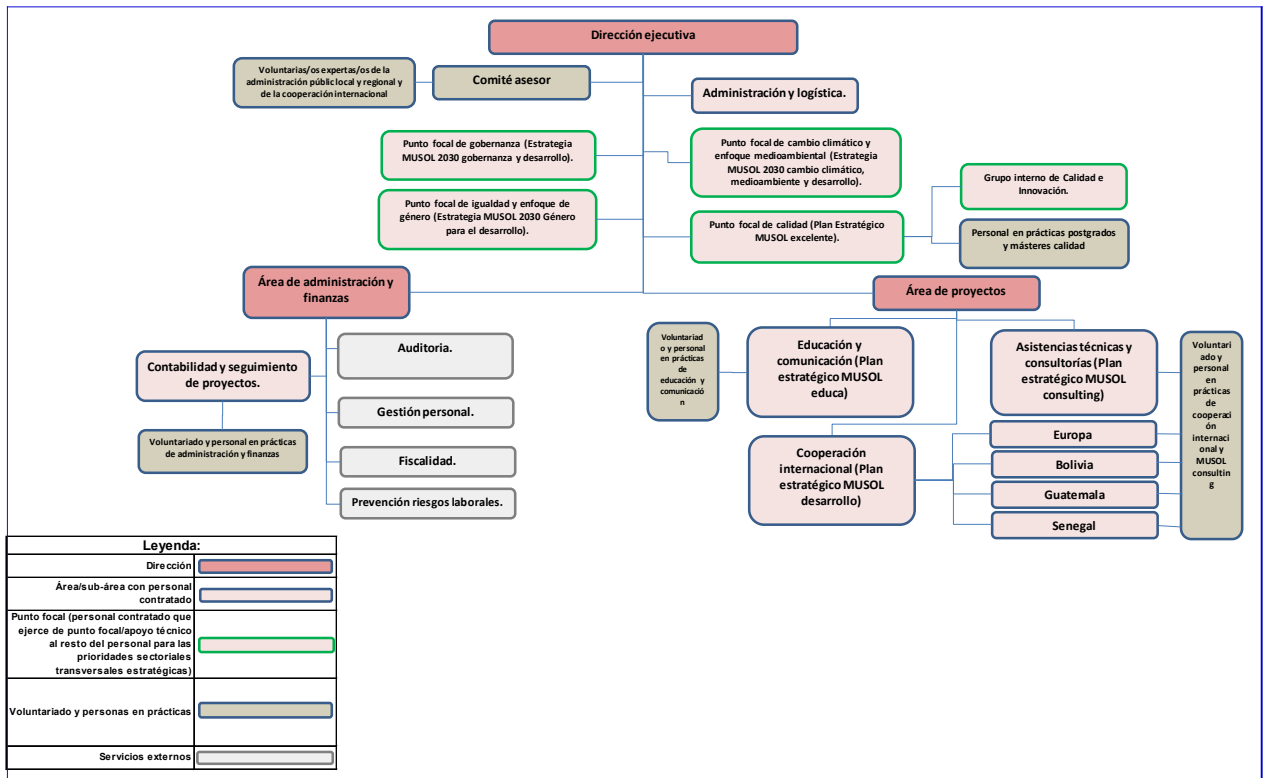 Dirección ejecutiva
Voluntarias/os expertas/os de la
administración públic local y regional y
de la cooperación internacional
Comité asesor
Administración y logística.
Punto focal de gobernanza (Estrategia
MUSOL 2030 gobernanza y desarrollo).
Punto focal de cambio climático y
enfoque medioambiental (Estrategia
MUSOL 2030 cambio climático,
medioambiente y desarrollo).
Grupo interno de Calidad e
Innovación.
Punto focal de igualdad y enfoque de
género (Estrategia MUSOL 2030 Género
para el desarrollo).
Punto focal de calidad (Plan Estratégico
MUSOL excelente).
Personal en prácticas postgrados
y másteres calidad
Área de administración y
finanzas
Área de proyectos
Auditoria.
Contabilidad y seguimiento
de proyectos.
Gestión personal.
Voluntariado y personal en prácticas
de administración y finanzas
Fiscalidad.
Prevención riesgos laborales.
Voluntariad
o y personal
en prácticas
de
educación y
comunicació
n
Educación y
comunicación (Plan
estratégico MUSOL
educa)
Asistencias técnicas y
consultorías (Plan
estratégico MUSOL
consulting)
Voluntari
ado y
personal
en
prácticas
de
cooperaci
ón
internaci
onal y
MUSOL
consultin
g
Cooperación
internacional (Plan
estratégico MUSOL
desarrollo)
Europa
Bolivia
Guatemala
Senegal
Leyenda:
Dirección
Área/sub-área con personal
contratado
Punto focal (personal contratado que
ejerce de punto focal/apoyo técnico
al resto del personal para las
prioridades sectoriales
transversales estratégicas)
Voluntariado y personas en prácticas
Servicios externos